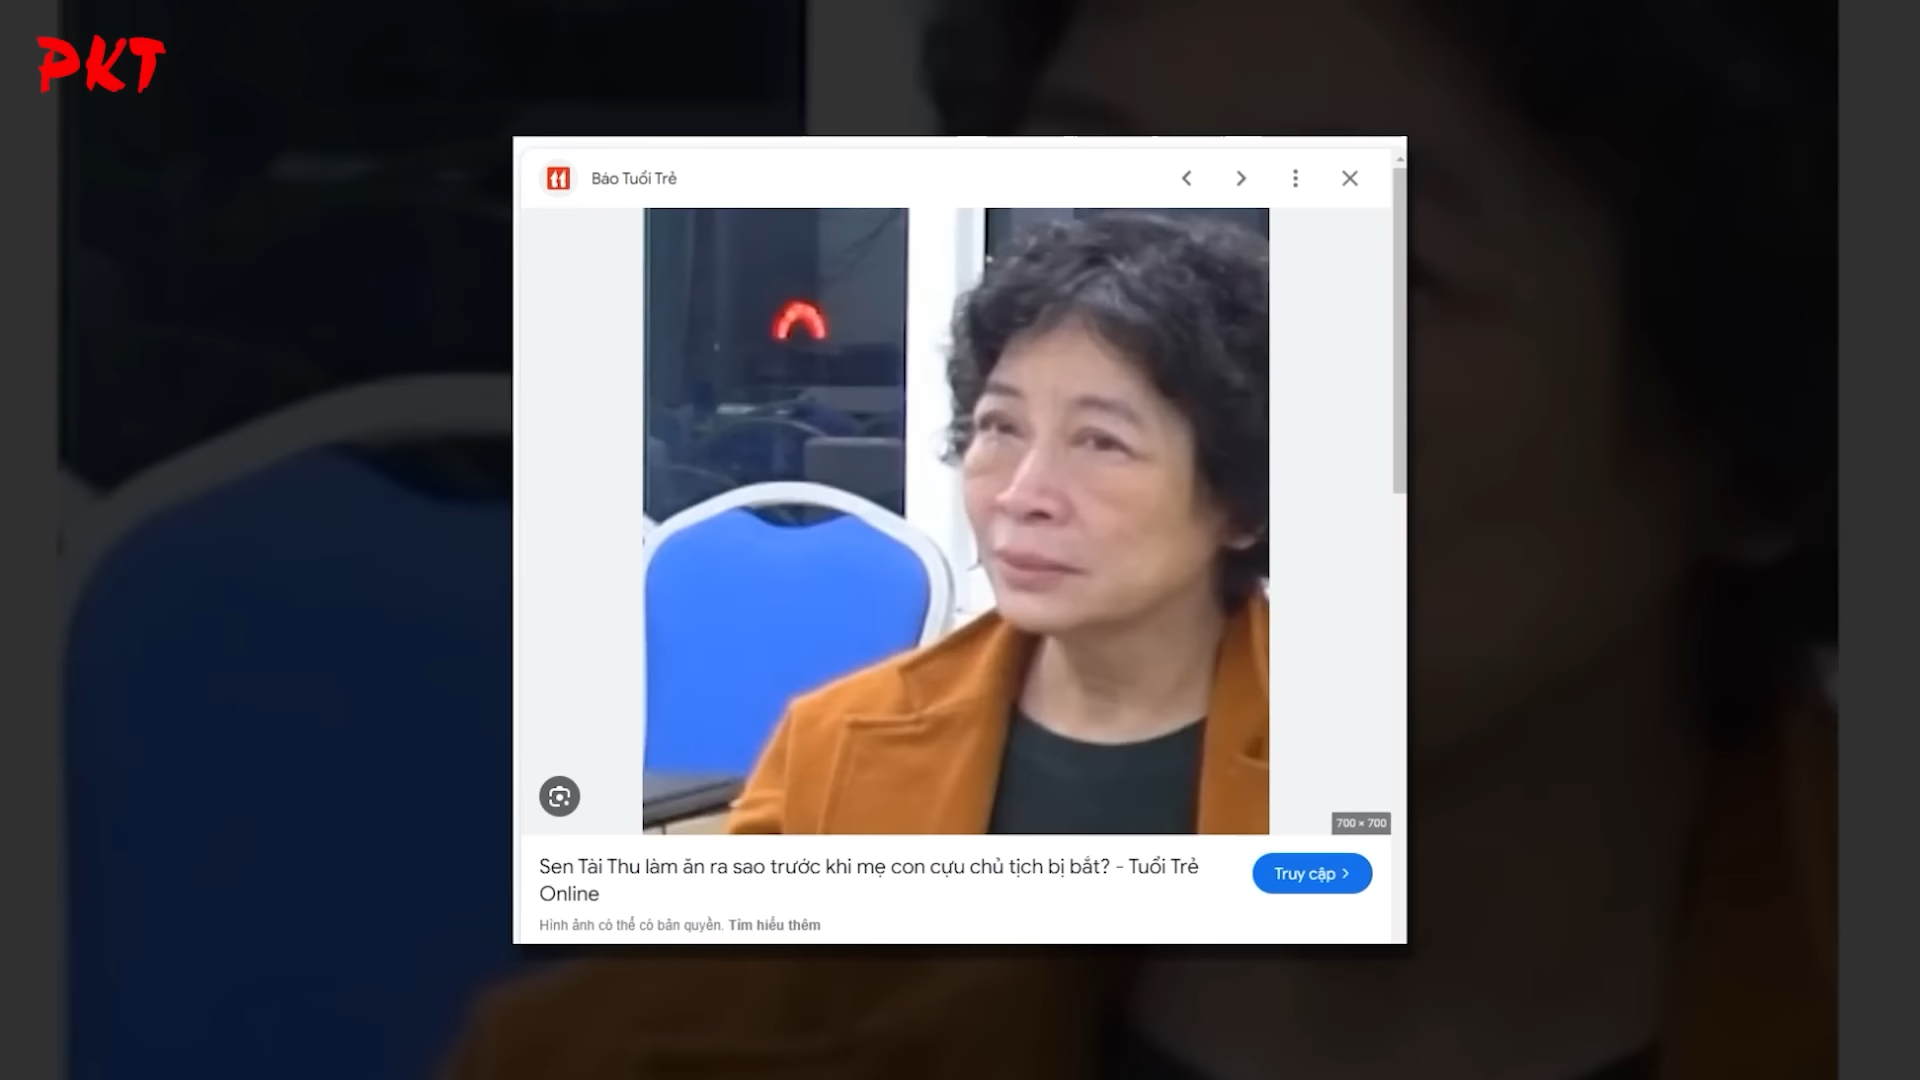 PKT
Báo Tuổi Trẻ
700 × 700
Sen Tài Thu làm ăn ra sao trước khi mẹ con cựu chủ tịch bị bắt? - Tuổi Trẻ
Online
Truy cập
Hình ảnh có thể có bản quyền. Tìm hiểu thêm